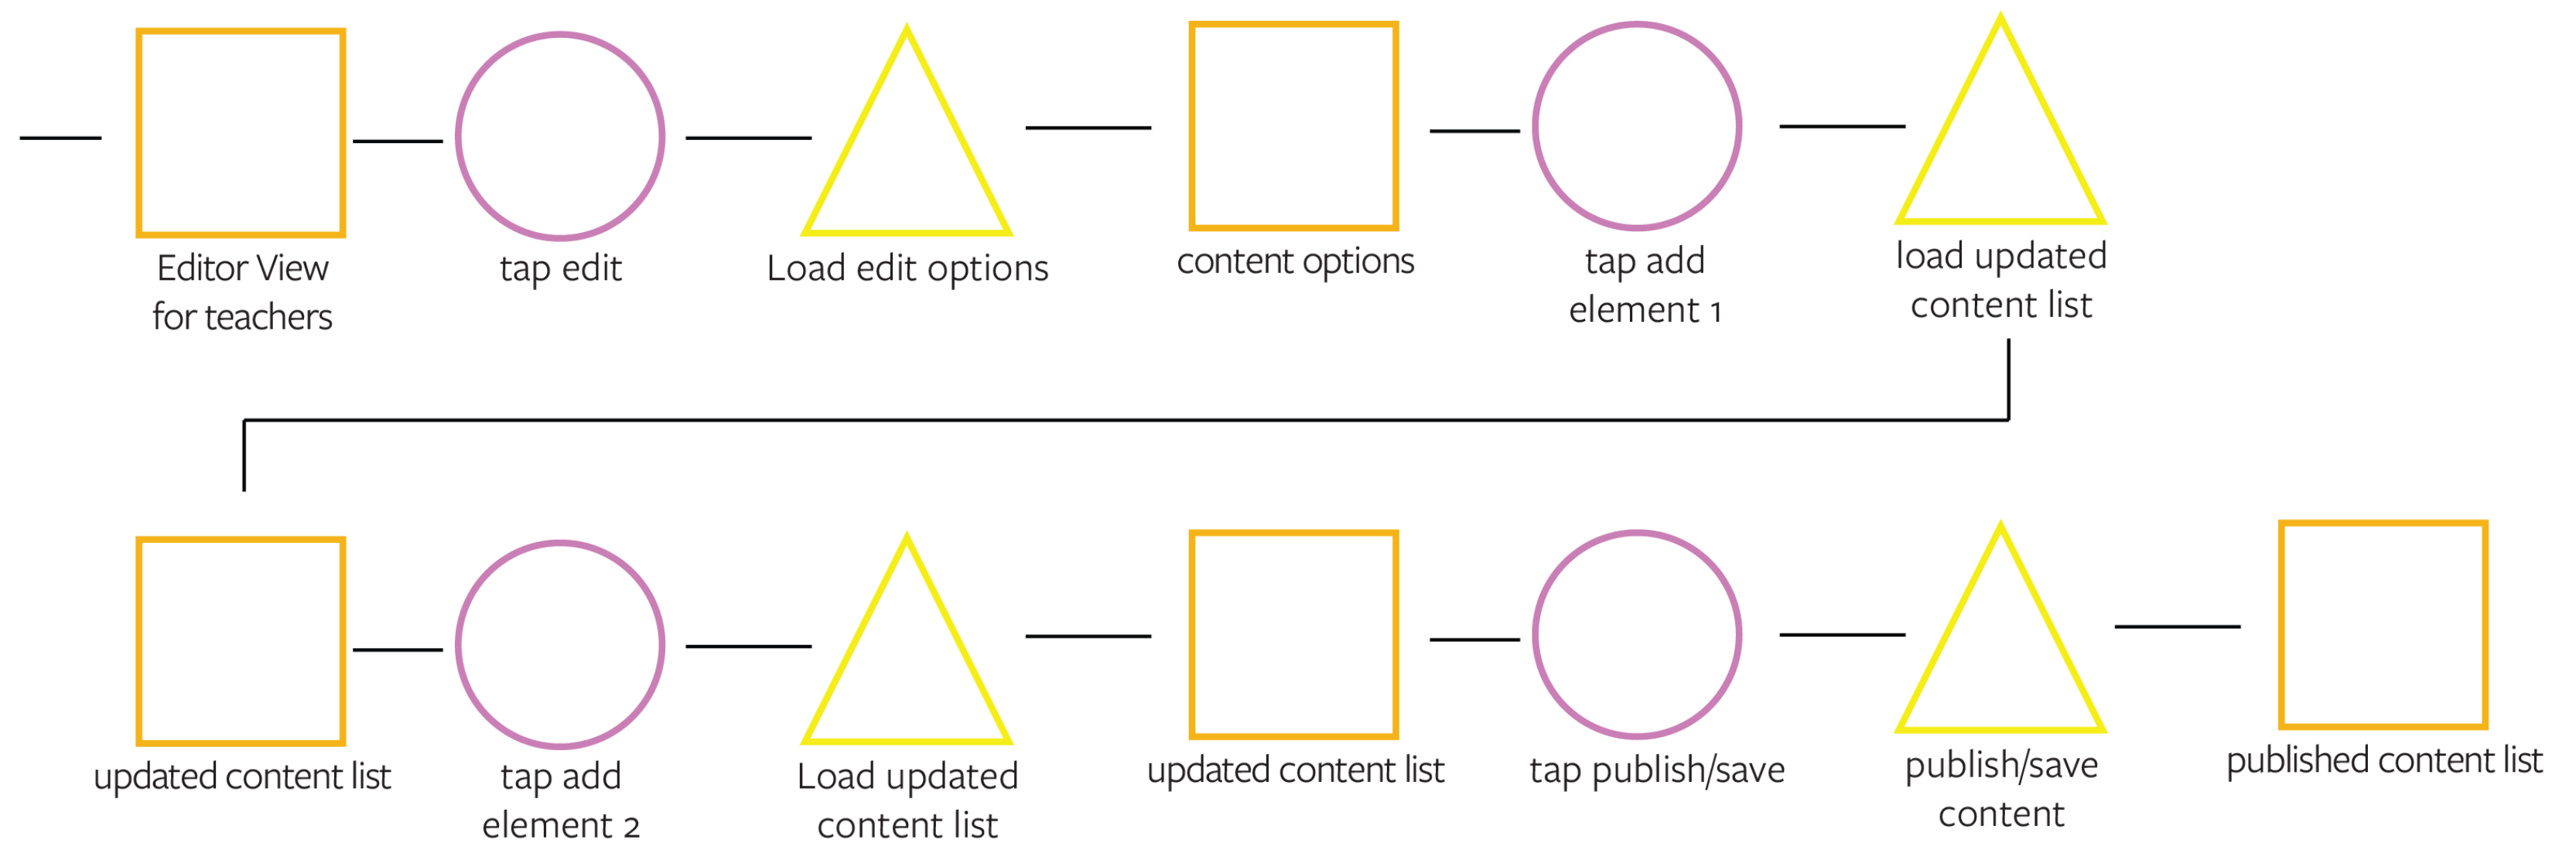 Editor View
for teachers
tap edit
Load edit options
content options
tap add
element 1
load updated
content list
updated content list
tap add
element 2
Load updated
content list
updated content list
tap publish/save
publish/save
content
published content list